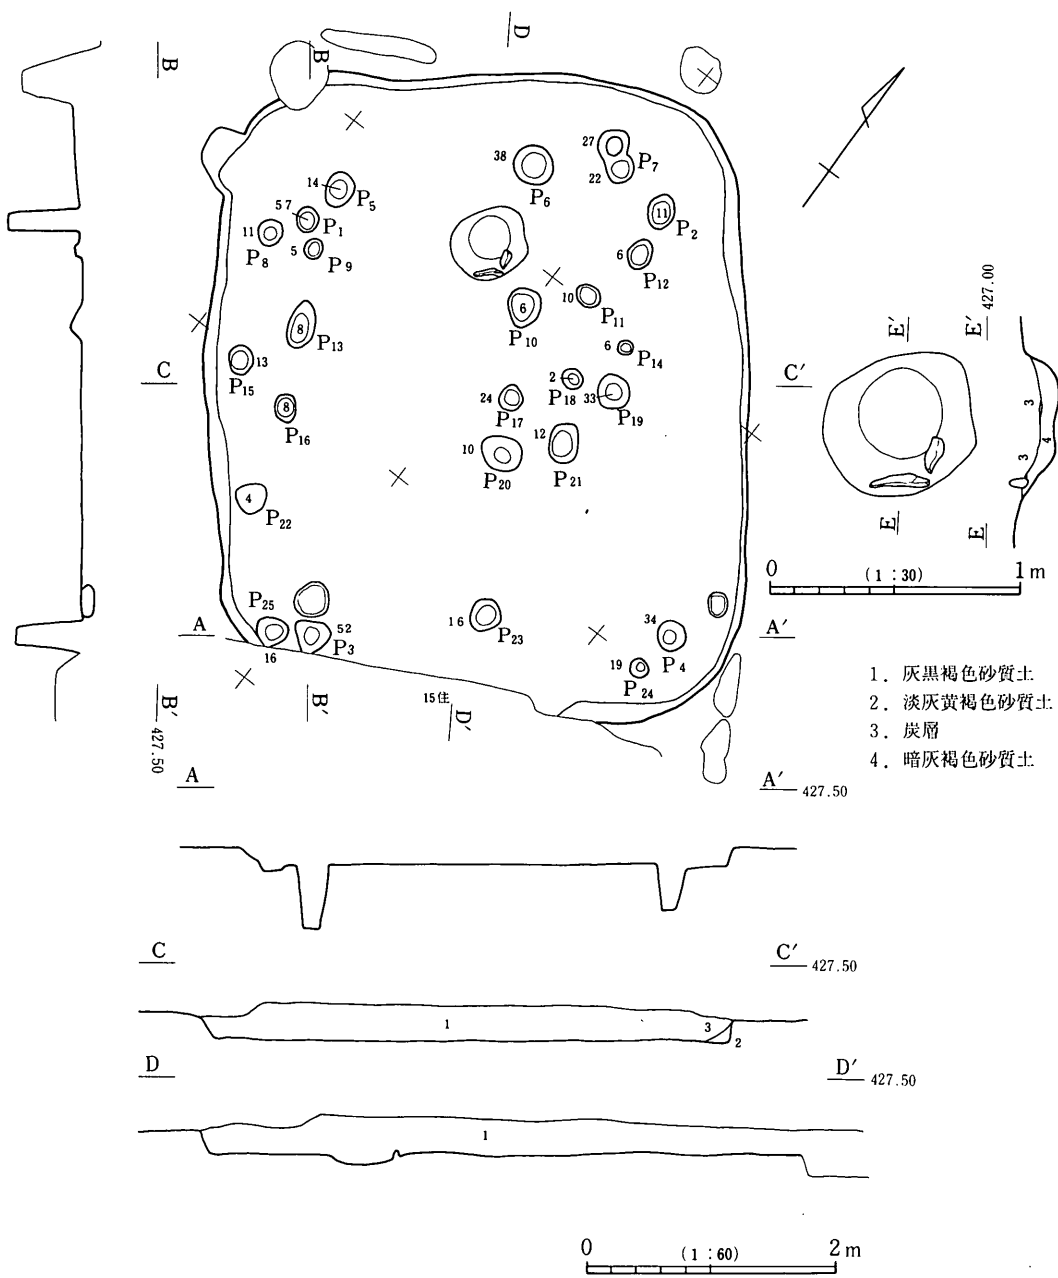 D
B
B
27
38
P7
22
14
P5
P6
57
P1
11
11
P2
P8
5
P9
6
P12
10
6
P11
8
P10
P13
6
P14
13
P15
2
P18
33
P19
C
C′
8
P16
24
P17
12
10
P20
P21
4
P22
E′
E′
427.00
3
4
3
E
E
0
(1:30)
1m
P25
A
16
52
P3
16
P23
34
P4
19
P24
A′
15住
B′
427.50
B′
D′
1. 灰黒褐色砂質土
2. 淡灰黄褐色砂質土
3. 炭層
4. 暗灰褐色砂質土
A
A′
427.50
C
C′
427.50
1
3
2
D
D′
427.50
1
0
(1:60)
2m